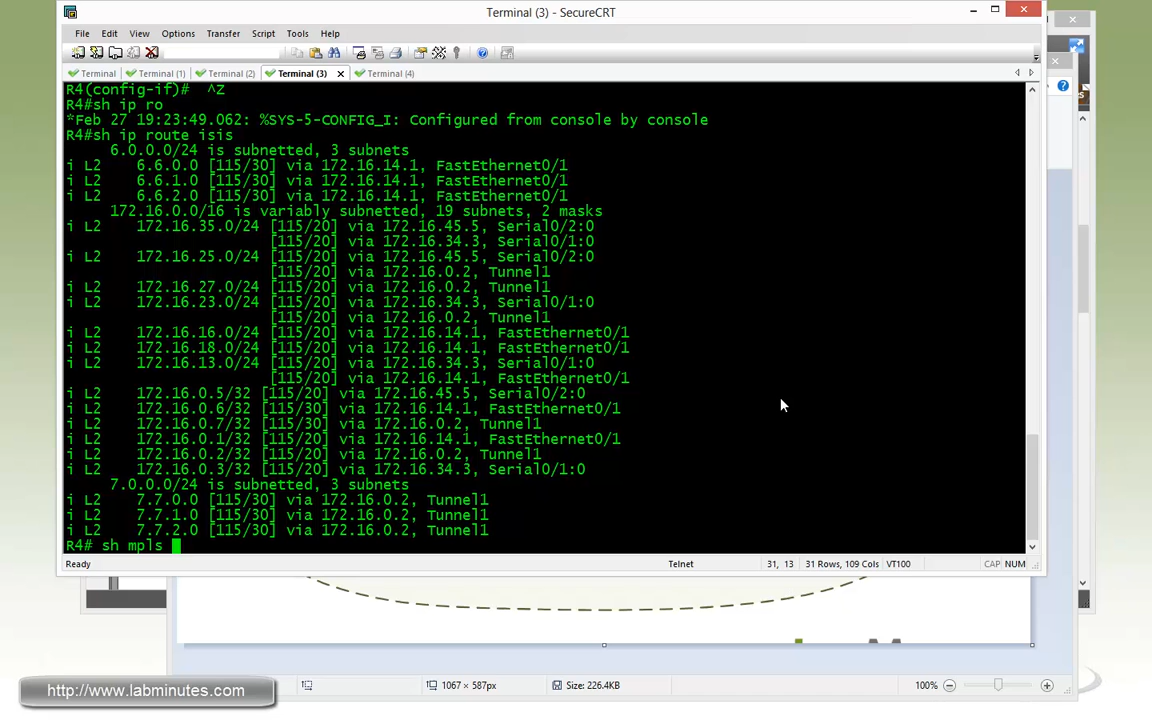 Terminal (3) - SecureCRT
File Edit View Options Transfer Script Tools Help
Terminal Terminal (1) Terminal (2) Terminal (3) Terminal (4)
R4(config-if)#  ^Z
R4#sh ip ro
*Feb 27 19:23:49.062: %SYS-5-CONFIG_I: Configured from console by console
R4#sh ip route isis
     6.0.0.0/24 is subnetted, 3 subnets
i L2    6.6.0.0 [115/30] via 172.16.14.1, FastEthernet0/1
i L2    6.6.1.0 [115/30] via 172.16.14.1, FastEthernet0/1
i L2    6.6.2.0 [115/30] via 172.16.14.1, FastEthernet0/1
     172.16.0.0/16 is variably subnetted, 19 subnets, 2 masks
i L2    172.16.35.0/24 [115/20] via 172.16.45.5, Serial0/2:0
                       [115/20] via 172.16.34.3, Serial0/1:0
i L2    172.16.25.0/24 [115/20] via 172.16.45.5, Serial0/2:0
                       [115/20] via 172.16.0.2, Tunnel1
i L2    172.16.27.0/24 [115/20] via 172.16.0.2, Tunnel1
i L2    172.16.23.0/24 [115/20] via 172.16.34.3, Serial0/1:0
                       [115/20] via 172.16.0.2, Tunnel1
i L2    172.16.16.0/24 [115/20] via 172.16.14.1, FastEthernet0/1
i L2    172.16.18.0/24 [115/20] via 172.16.14.1, FastEthernet0/1
i L2    172.16.13.0/24 [115/20] via 172.16.34.3, Serial0/1:0
                       [115/20] via 172.16.14.1, FastEthernet0/1
i L2    172.16.0.5/32 [115/20] via 172.16.45.5, Serial0/2:0
i L2    172.16.0.6/32 [115/30] via 172.16.14.1, FastEthernet0/1
i L2    172.16.0.7/32 [115/30] via 172.16.0.2, Tunnel1
i L2    172.16.0.1/32 [115/20] via 172.16.14.1, FastEthernet0/1
i L2    172.16.0.2/32 [115/20] via 172.16.0.2, Tunnel1
i L2    172.16.0.3/32 [115/20] via 172.16.34.3, Serial0/1:0
     7.0.0.0/24 is subnetted, 3 subnets
i L2    7.7.0.0 [115/30] via 172.16.0.2, Tunnel1
i L2    7.7.1.0 [115/30] via 172.16.0.2, Tunnel1
i L2    7.7.2.0 [115/30] via 172.16.0.2, Tunnel1
R4# sh mpls
Ready Telnet 31, 13 31 Rows, 109 Cols VT100 CAP NUM
http://www.labminutes.com 1067 × 587px Size: 226.4KB 100%